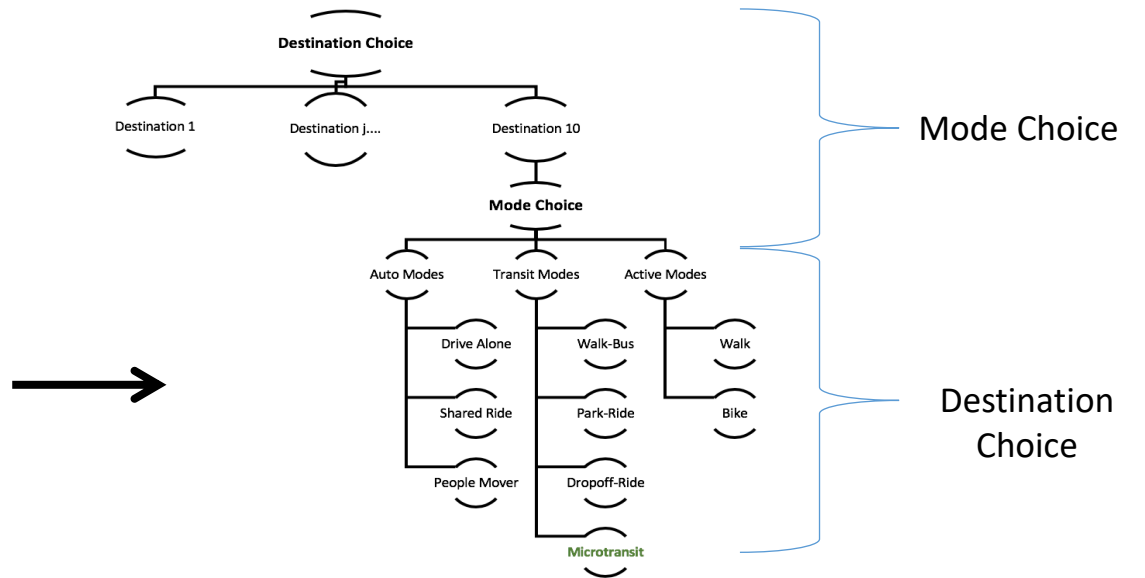 Destination Choice
Destination 1
Destination j....
Destination 10
Mode Choice
Mode Choice
Auto Modes
Transit Modes
Active Modes
Drive Alone
Walk-Bus
Walk
Shared Ride
Park-Ride
Bike
People Mover
Dropoff-Ride
Microtransit
Destination
Choice